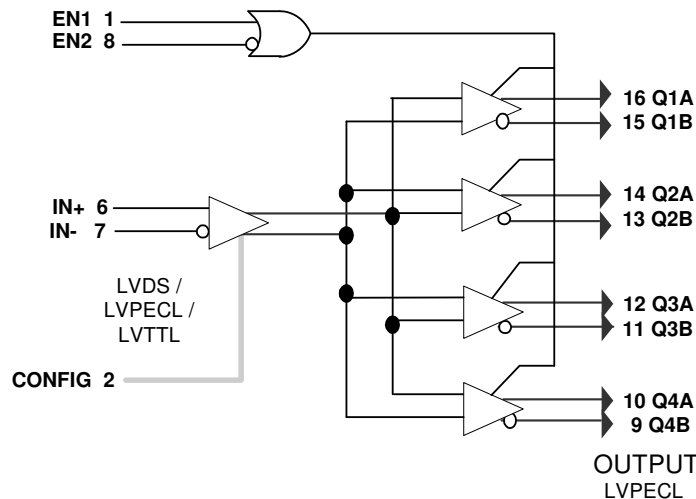 EN1 1
EN2 8
16 Q1A
15 Q1B
14 Q2A
13 Q2B
IN+ 6
IN- 7
LVDS /
LVPECL /
LVTTL
12 Q3A
11 Q3B
CONFIG 2
10 Q4A
9 Q4B
OUTPUT
LVPECL